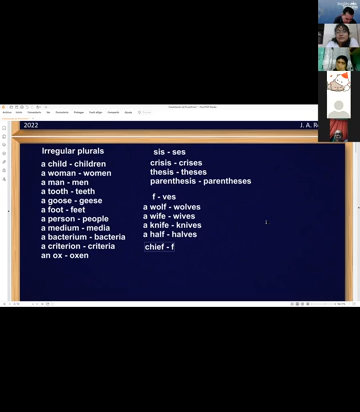 2022
J. A. R
Irregular plurals
a child - children
a woman - women
a man - men
a tooth - teeth
a goose - geese
a foot - feet
a person - people
a medium - media
a bacterium - bacteria
a criterion - criteria
an ox - oxen
sis - ses
crisis - crises
thesis - theses
parenthesis - parentheses
f - ves
a wolf - wolves
a wife - wives
a knife - knives
a half - halves
chief - f